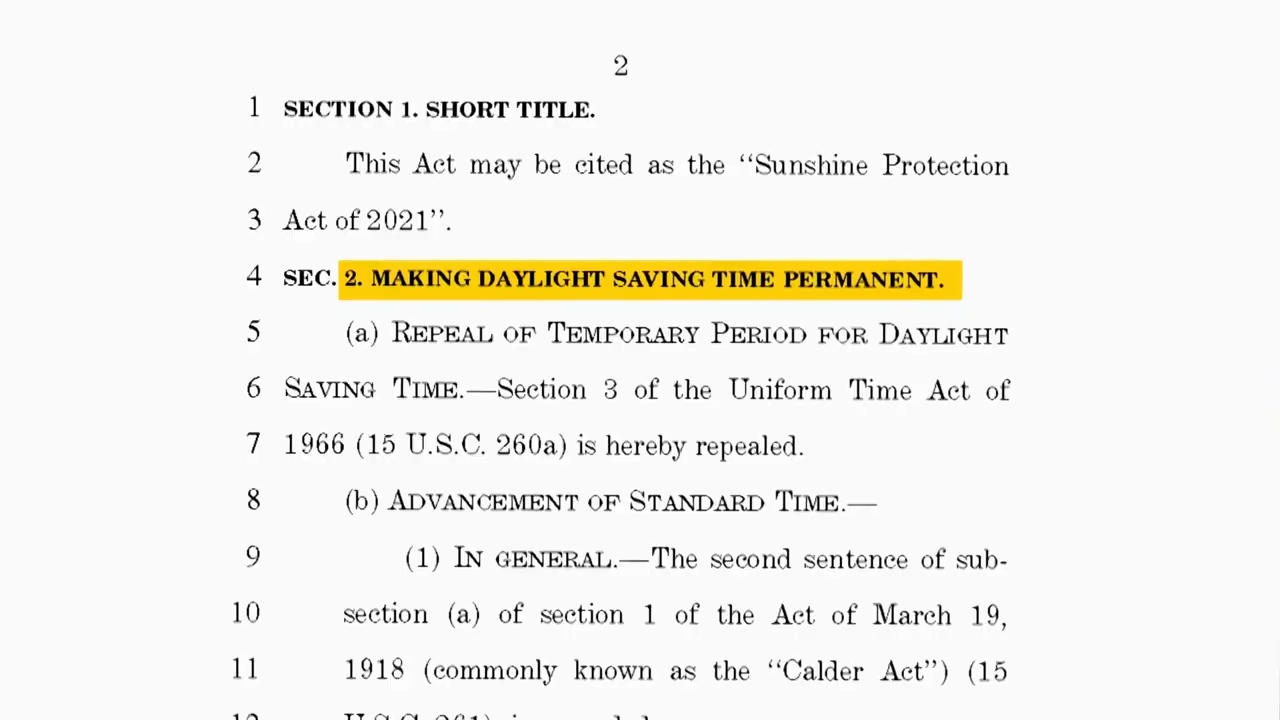 2
1 SECTION 1. SHORT TITLE.
2 This Act may be cited as the ‘‘Sunshine Protection
3 Act of 2021’’.
4 SEC. 2. MAKING DAYLIGHT SAVING TIME PERMANENT.
5 (a) REPEAL OF TEMPORARY PERIOD FOR DAYLIGHT
6 SAVING TIME.—Section 3 of the Uniform Time Act of
7 1966 (15 U.S.C. 260a) is hereby repealed.
8 (b) ADVANCEMENT OF STANDARD TIME.—
9 (1) IN GENERAL.—The second sentence of sub-
10 section (a) of section 1 of the Act of March 19,
11 1918 (commonly known as the ‘‘Calder Act’’) (15